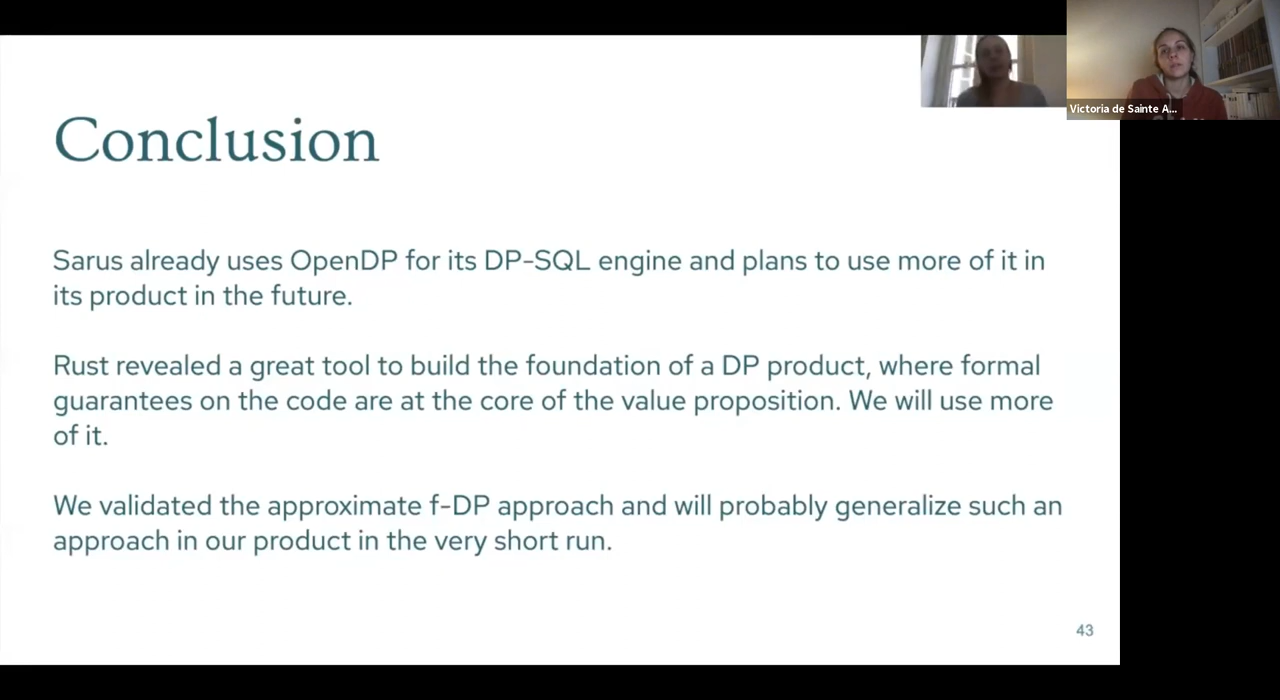 Victoria de Sainte A...
Conclusion
Sarus already uses OpenDP for its DP-SQL engine and plans to use more of it in
its product in the future.
Rust revealed a great tool to build the foundation of a DP product, where formal
guarantees on the code are at the core of the value proposition. We will use more
of it.
We validated the approximate f-DP approach and will probably generalize such an
approach in our product in the very short run.
43